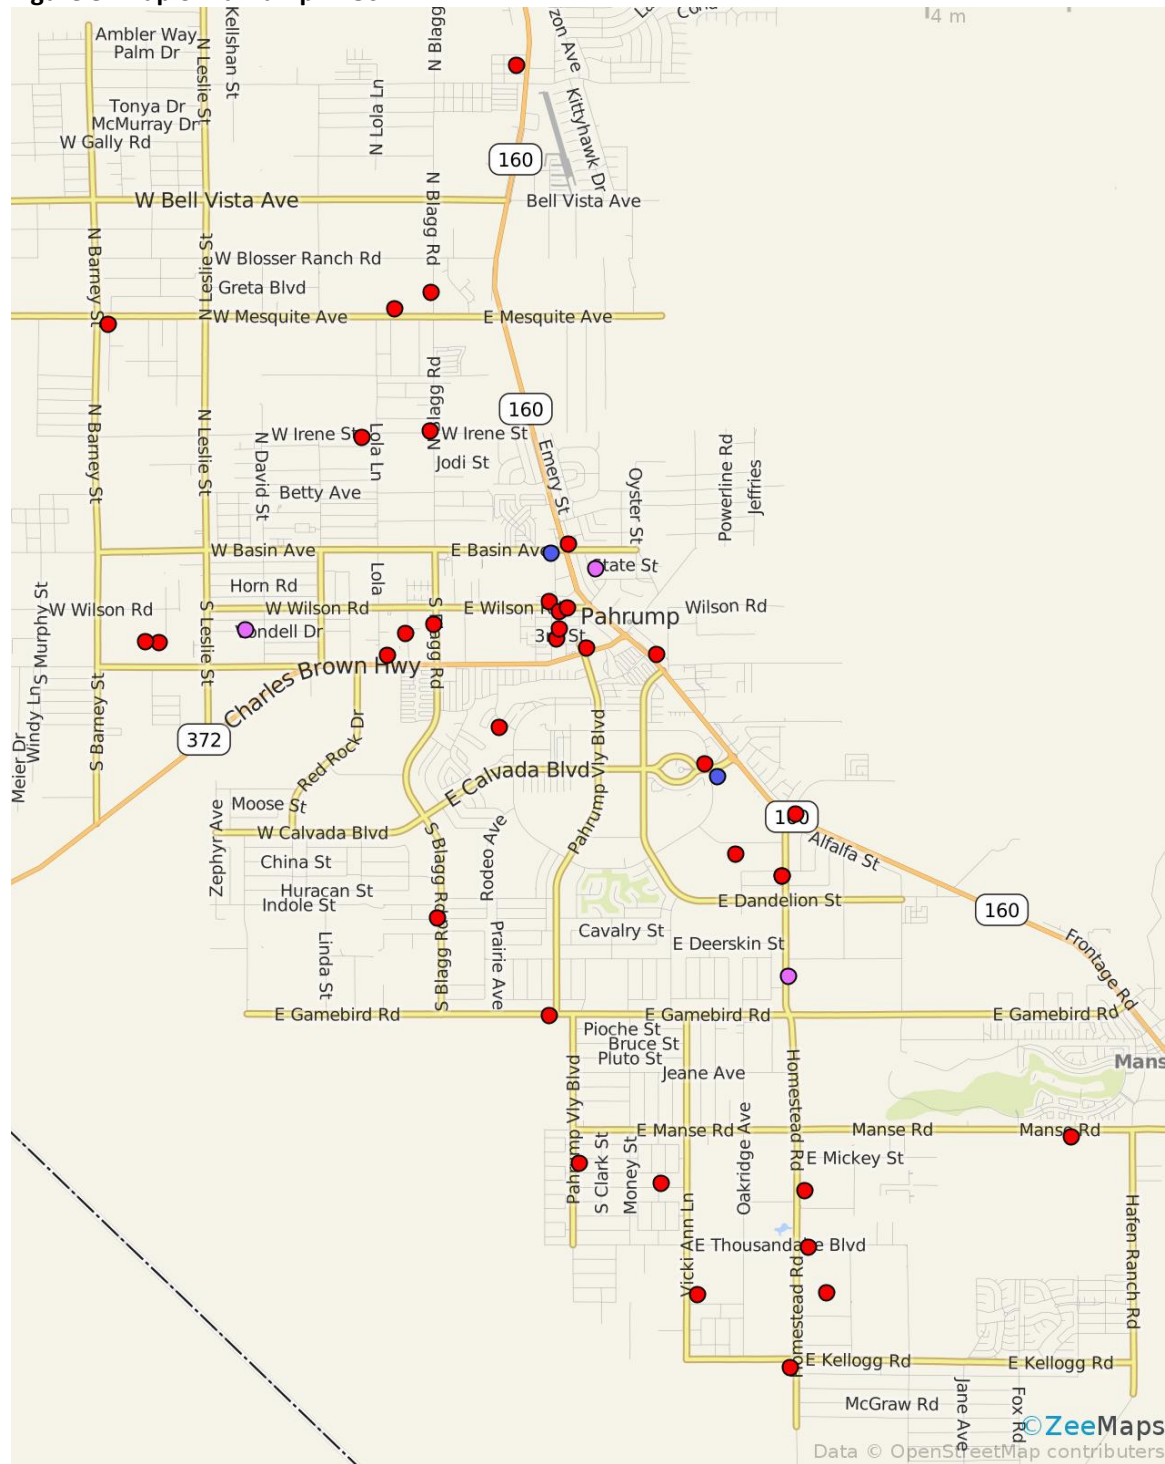 Kellshan St
N Blagg
zon Ave
4 m
Ambler Way
Palm Dr
N Leslie St
N Lola Ln
Kittyhawk Dr
Tonya Dr
McMurray Dr
W Gally Rd
160
W Bell Vista Ave
Bell Vista Ave
N Blagg Rd
N Barney St
N Leslie St
W Blosser Ranch Rd
Greta Blvd
W Mesquite Ave
E Mesquite Ave
N Blagg Rd
160
N Barney St
N Leslie St
N David St
W Irene St
Lola Ln
W Irene St
Jodi St
Emery St
Oyster St
Powerline Rd
Jeffries
Betty Ave
W Basin Ave
E Basin Ave
State St
Horn Rd
Lola
S Murphy St
W Wilson Rd
W Wilson Rd
E Wilson R
Wilson Rd
Pahrump
S Leslie St
S Blagg Rd
3rd St
Charles Brown Hwy
Windy Ln
S Barney St
372
Meier Dr
Red Rock Dr
Pahrump Vly Blvd
E Calvada Blvd
Zephyr Ave
Moose St
W Calvada Blvd
160
Alfalfa St
China St
Rodeo Ave
S Blagg Rd
Huracan St
Indole St
E Dandelion St
160
Cavalry St
E Deerskin St
Frontage Rd
Linda St
S Blagg Rd
Prairie Ave
E Gamebird Rd
E Gamebird Rd
E Gamebird Rd
Pioche St
Bruce St
Pluto St
Jeane Ave
Mans
Pahrump Vly Blvd
Homestead Rd
E Manse Rd
Manse Rd
Manse Rd
S Clark St
Money St
Oakridge Ave
E Mickey St
Vicki Ann Ln
Hafen Ranch Rd
E Thousandaire Blvd
Homestead Rd
E Kellogg Rd
E Kellogg Rd
McGraw Rd
Jane Ave
Fox Rd
©ZeeMaps
Data © OpenStreetMap contributers